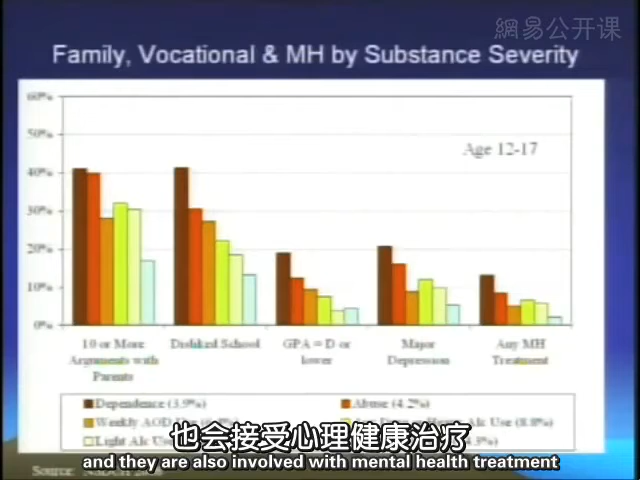 網易公开课
Family, Vocational & MH by Substance Severity
60%
50%
40%
30%
20%
10%
0%
Age 12-17
10 or More
Arguments with
Parents
Disliked School
GPA = D or
lower
Major
Depression
Any MH
Treatment
Dependence (3.9%)
Abuse (4.2%)
Weekly AOD
Alc Use (8.8%)
Light Alc Use
也会接受心理健康治疗
and they are also involved with mental health treatment
Source: